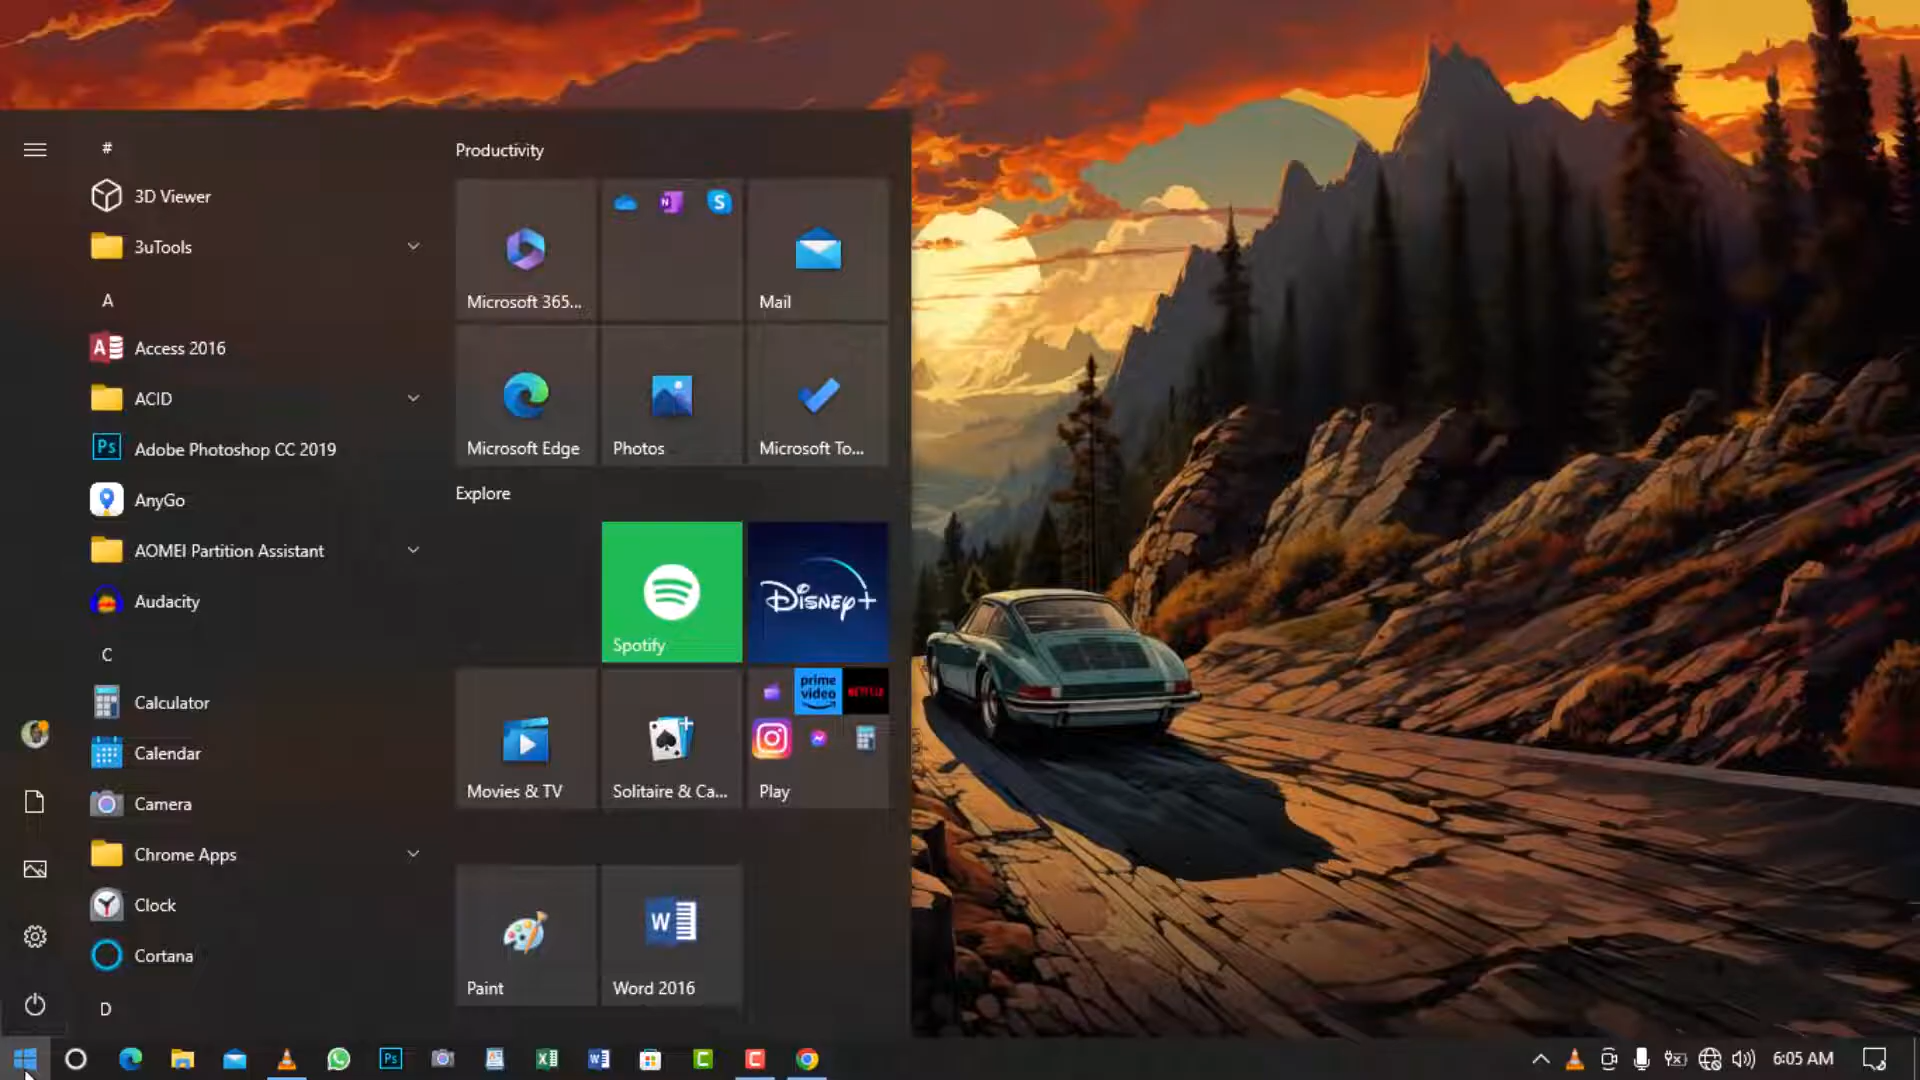 #
3D Viewer
3uTools
A
Access 2016
ACID
Adobe Photoshop CC 2019
AnyGo
AOMEI Partition Assistant
Audacity
C
Calculator
Calendar
Camera
Chrome Apps
Clock
Cortana
D
Productivity
Microsoft 365...
Mail
Microsoft Edge
Photos
Microsoft To...
Explore
Spotify
Disney+
Movies & TV
Solitaire & Ca...
prime video
NETFLIX
Play
Paint
Word 2016
6:05 AM